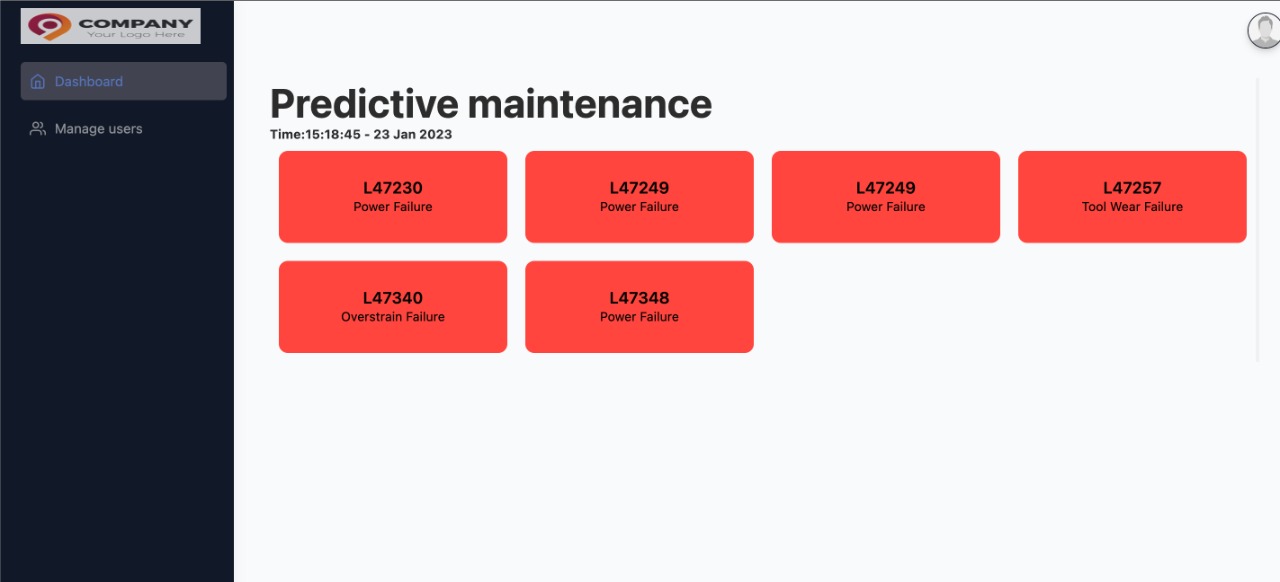 COMPANY
Your Logo Here
Dashboard
Manage users
Predictive maintenance
Time:15:18:45 - 23 Jan 2023
L47230
Power Failure
L47249
Power Failure
L47249
Power Failure
L47257
Tool Wear Failure
L47340
Overstrain Failure
L47348
Power Failure